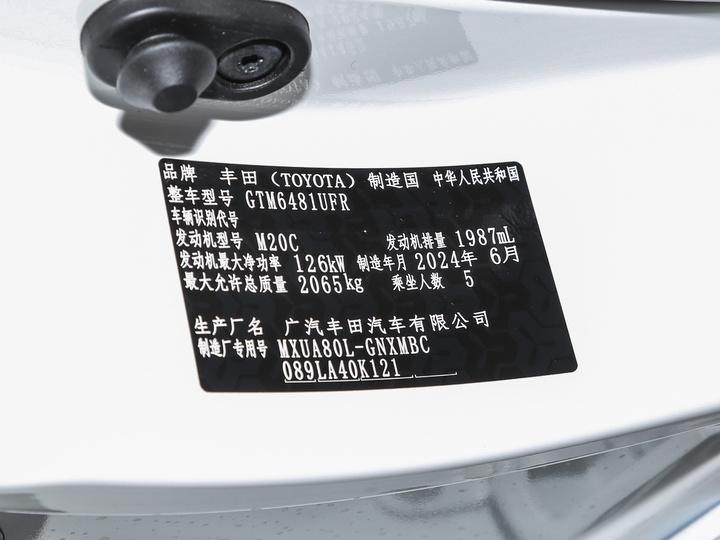 品牌 丰田（TOYOTA） 制造国 中华人民共和国
整车型号 GTM6481UFR
车辆识别代号
发动机型号 M20C 发动机排量 1987mL
发动机最大净功率 126kW 制造年月 2024年 6月
最大允许总质量 2065kg 乘坐人数 5
生产厂名 广汽丰田汽车有限公司
制造厂专用号 MXUA80L-GNXMBC
089LA40K121